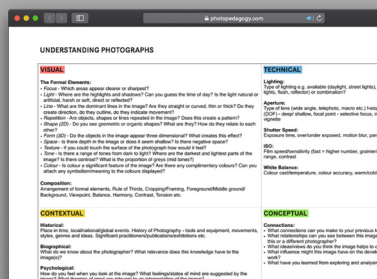 photopedagogy.com
UNDERSTANDING PHOTOGRAPHS
VISUAL
The Formal Elements:
• Focus - Which areas appear clearer or sharpest?
• Light - Where are the highlights and shadows? Can you guess the time of day? Is the light natural or
artificial, harsh or soft, direct or reflected?
• Line - What are the dominant lines in the image? Are they straight or curved, thin or thick? Do they
create direction, do they outline, do they indicate movement?
• Repetition - Are objects, shapes or lines repeated in the image? Does this create a pattern?
• Shape (2D) - Do you see geometric or organic shapes? What are they? How do they relate to each
other?
• Form (3D) - Do the objects in the image appear three dimensional? What creates this effect?
• Space - Is there depth in the image or does it seem shallow? Is there negative space?
• Texture - If you could touch the surface of the photograph how would it feel?
• Tone - Is there a range of tones from dark to light? Where are the darkest and lightest parts of the
image? Is there contrast? What is the proportion of greys (mid tones)?
• Colour - Is colour a significant feature of the image? Are there any complimentary colours? Can you
attach any symbolism/meaning to the colours displayed?
Composition:
Arrangement of formal elements, Rule of Thirds, Cropping/Framing, Foreground/Middle ground/
Background, Viewpoint, Balance, Harmony, Contrast, Tension etc.
TECHNICAL
Lighting:
Type of lighting e.g. available (daylight, street lights),
lights, flash, reflector) or combination?
Aperture:
Type of lens (wide angle, telephoto, macro etc.)
(DOF) - deep/ shallow, focal point - selective focus,
vignette
Shutter Speed:
Exposure time, over/under exposed, motion blur,
ISO:
Film speed/sensitivity (fast = higher number,
range, contrast
White Balance:
Colour cast/temperature, colour accuracy,
CONTEXTUAL
Historical:
Place in time, local/national/global events. History of Photography - tools and equipment, movements,
styles, genres and ideas. Significant practitioners/publications/exhibitions etc.
Biographical:
What do we know about the photographer? What relevance does this knowledge have to the
image(s)?
Psychological:
How do you feel when you look at the image? What feelings/states of mind are suggested by the
CONCEPTUAL
Connections:
• What connections can you make to your previous
• What relationships can you see between this image
this or a different photographer?
• What ideas/views do you think the image helps to
• What influence might this image have on the
work?
• What have you learned from exploring and